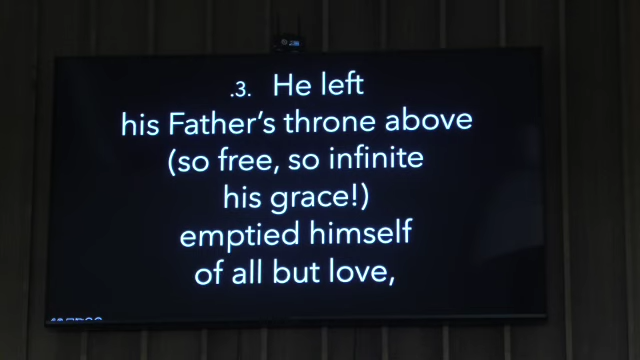 .3. He left
his Father's throne above
(so free, so infinite
his grace!)
emptied himself
of all but love,